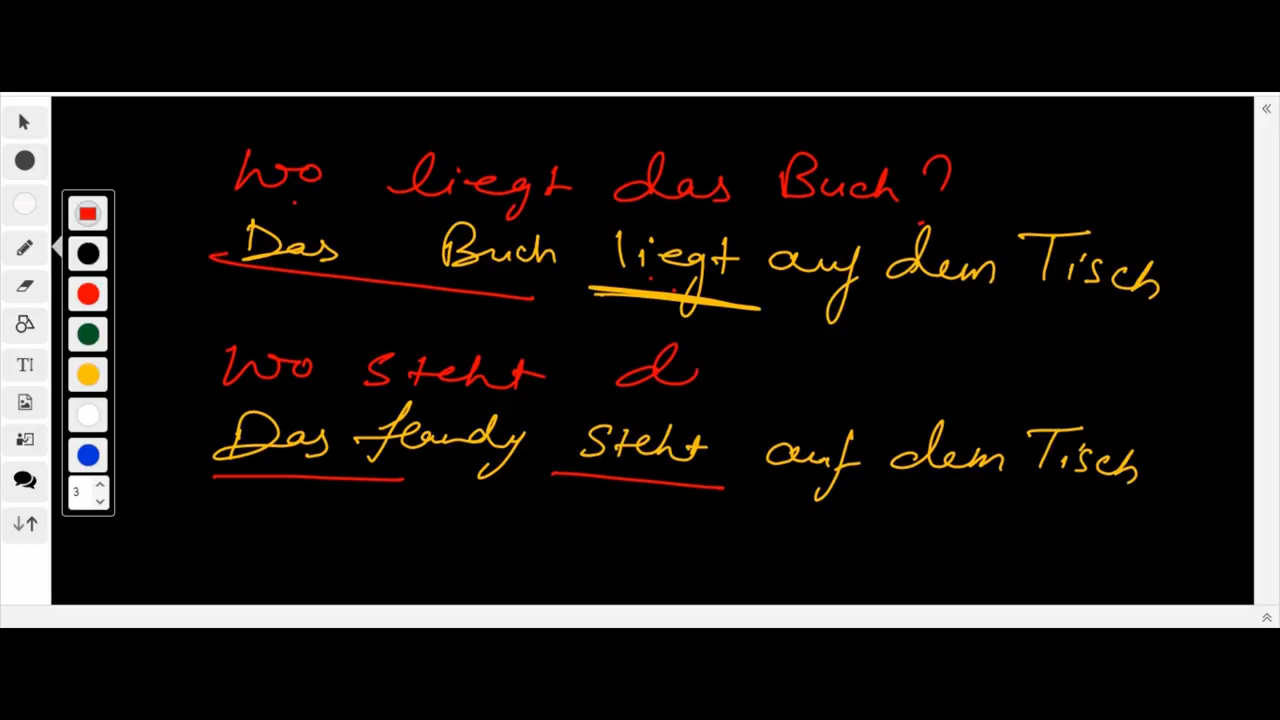 Wo liegt das Buch?
Das Buch liegt auf dem Tisch
Wo steht d
Das Handy steht auf dem Tisch
3